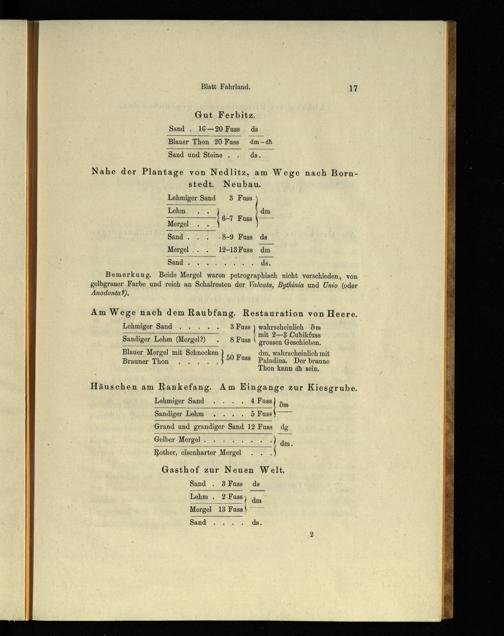 Blatt Fahrland. 17
Gut Ferbitz.
Sand . 16—20 Fuss ds
Blauer Thon 20 Fuss dm-dh
Sand und Steine . . ds.
Nahe der Plantage von Nedlitz, am Wege nach Born-
stedt. Neubau.
Lehmiger Sand 3 Fuss
Lehm . . } 6–7 Fuss } dm
Mergel . .
Sand . . . 8–9 Fuss ds
Mergel . . 12–13 Fuss dm
Sand . . . . . . . . ds.
Bemerkung. Beide Mergel waren petrographisch nicht verschieden, von
gelbgrauer Farbe und reich an Schalresten der Valvata, Bythinia und Unio (oder
Anodonta?).
Am Wege nach dem Raubfang. Restauration von Heere.
Lehmiger Sand . . . . . 3 Fuss } wahrscheinlich ∂m
mit 2—3 Cubikfuss
Sandiger Lehm (Mergel?) . 8 Fuss grossen Geschieben.
Blauer Mergel mit Schnecken } 50 Fuss dm, wahrscheinlich mit
Brauner Thon . . . . . Paludina. Der braune
Thon kann dh sein.
Häuschen am Rankefang. Am Eingange zur Kiesgrube.
Lehmiger Sand . . . . 4 Fuss } ∂m
Sandiger Lehm . . . . 5 Fuss
Grand und grandiger Sand 12 Fuss dg
Gelber Mergel . . . . . . . . } dm.
Rother, eisenharter Mergel . . .
Gasthof zur Neuen Welt.
Sand . 3 Fuss ds
Lehm . 2 Fuss } dm
Mergel 13 Fuss
Sand . . . . ds.
2